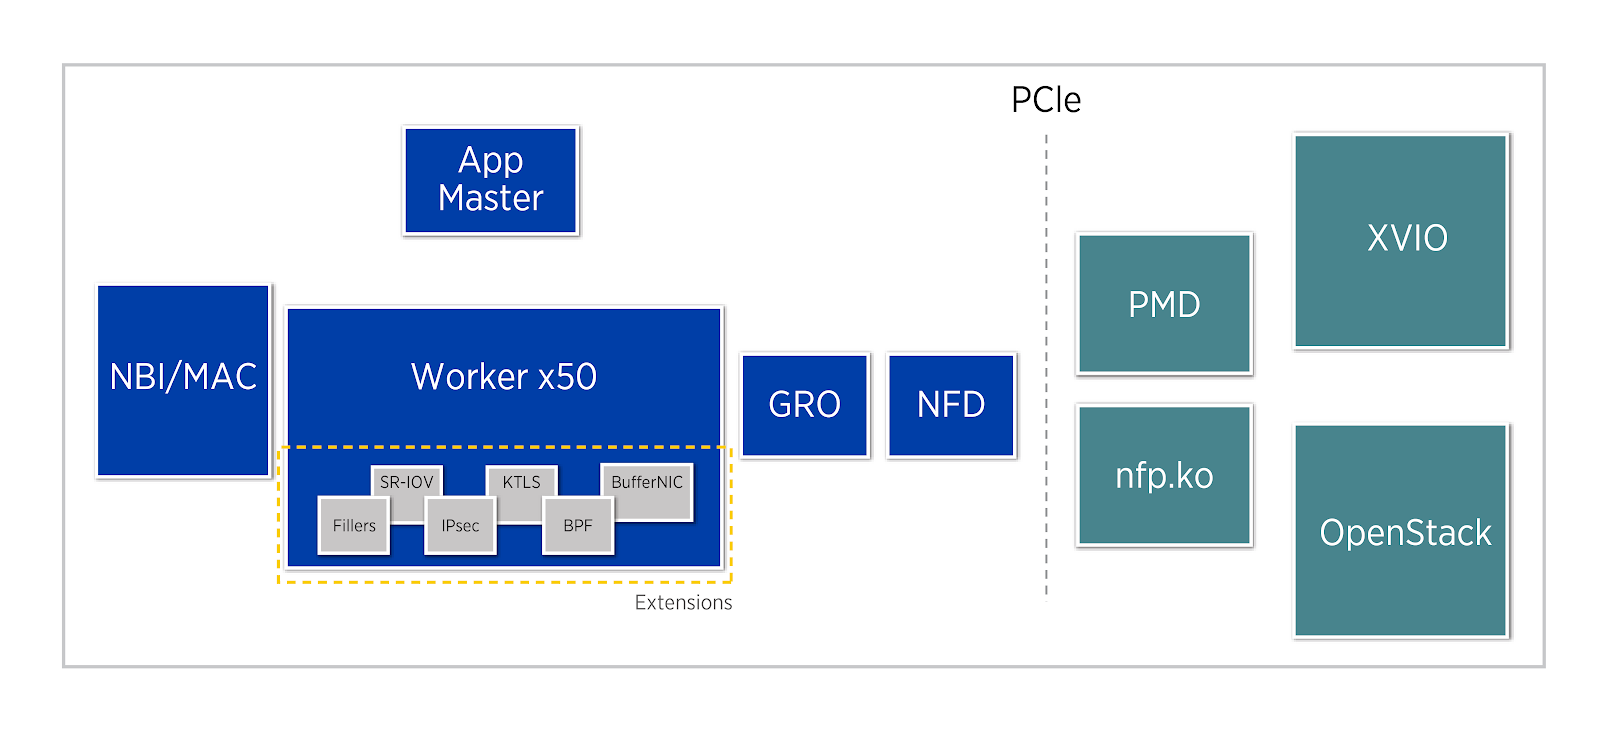 PCIe
App
Master
XVIO
PMD
NBI/MAC
Worker x50
GRO
NFD
nfp.ko
SR-IOV
KTLS
BufferNIC
Fillers
IPsec
BPF
OpenStack
Extensions